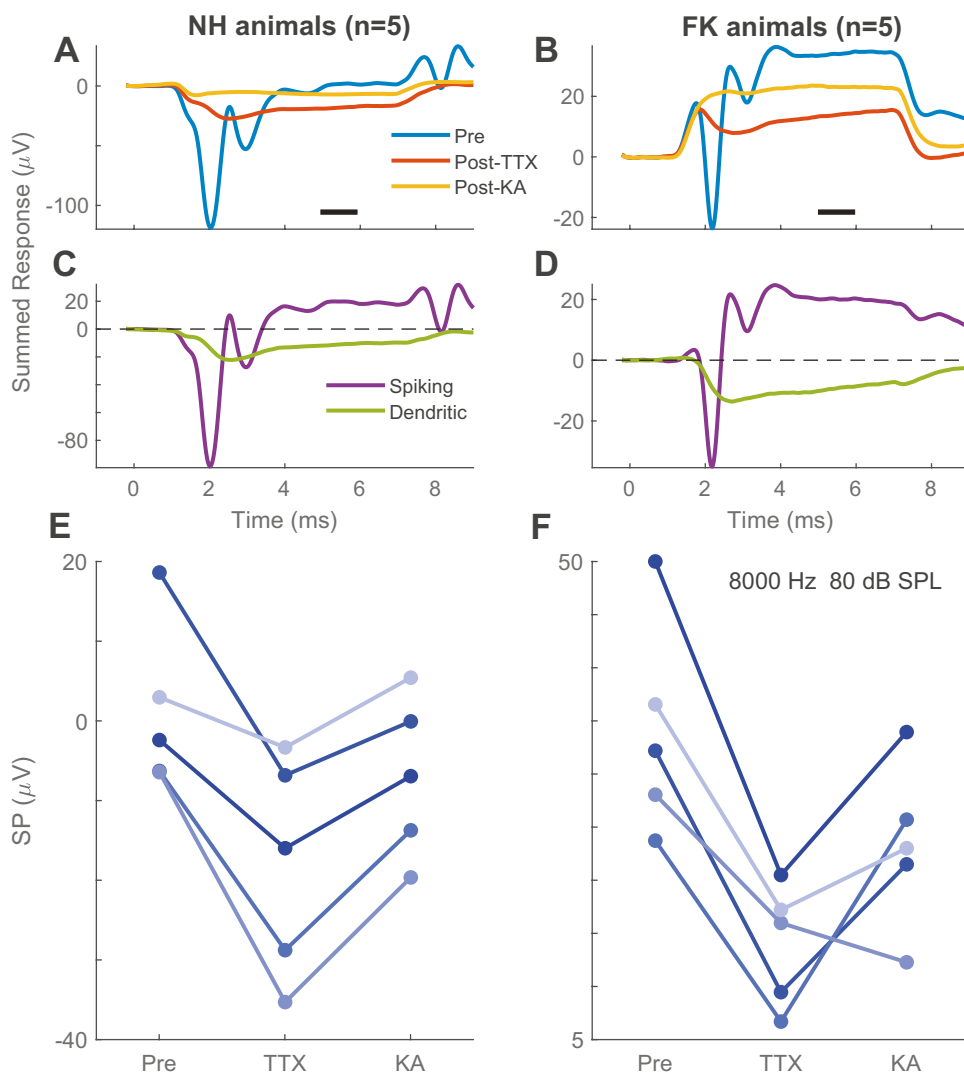 NH animals (n=5)
FK animals (n=5)
A
B
0
-100
Pre
Post-TTX
Post-KA
20
0
-20
Summed Response (μV)
C
D
20
0
-80
Spiking
Dendritic
20
0
-20
0 2 4 6 8
0 2 4 6 8
Time (ms)
Time (ms)
E
F
20
0
-40
SP (μV)
Pre TTX KA
50
5
8000 Hz 80 dB SPL
Pre TTX KA